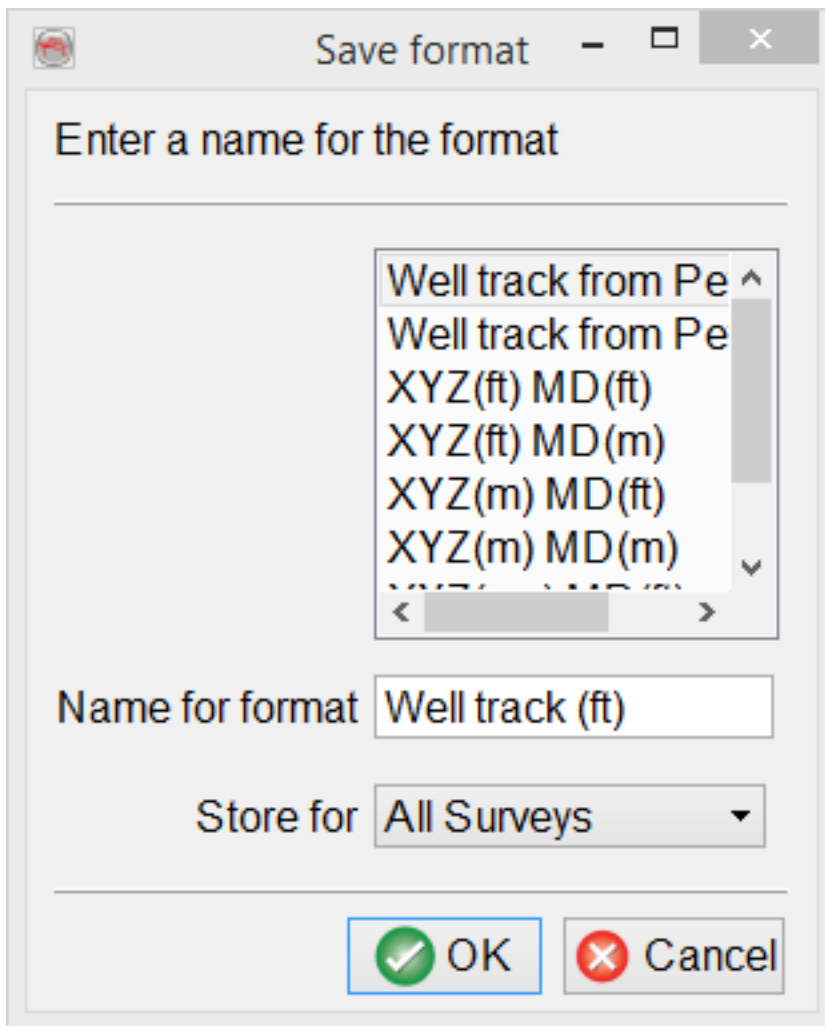 Save format
Enter a name for the format
Well track from Pe
Well track from Pe
XYZ(ft) MD(ft)
XYZ(ft) MD(m)
XYZ(m) MD(ft)
XYZ(m) MD(m)
Name for format Well track (ft)
Store for All Surveys
OK Cancel